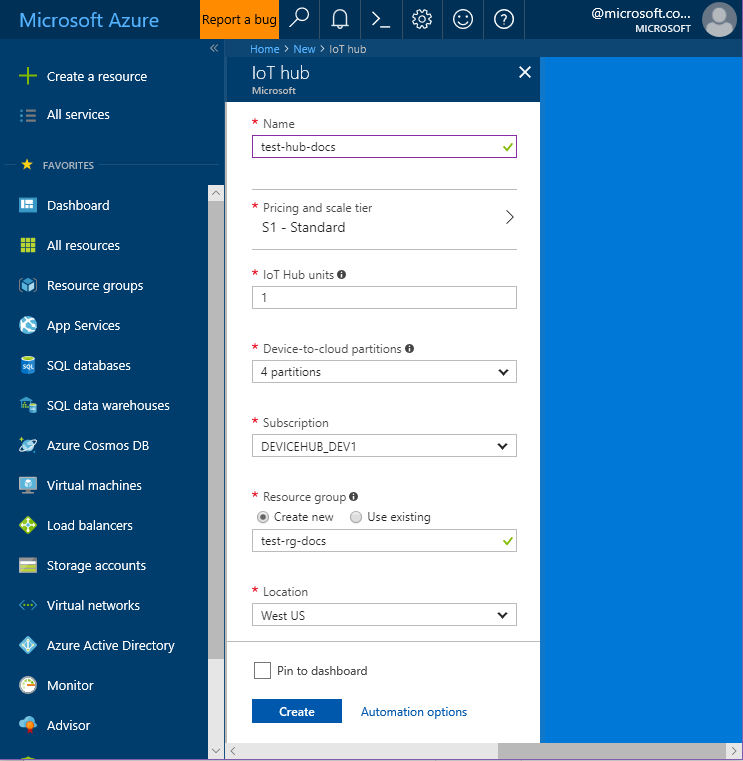 Microsoft Azure
Report a bug
@microsoft.co...
MICROSOFT
Create a resource
All services
FAVORITES
Dashboard
All resources
Resource groups
App Services
SQL databases
SQL data warehouses
Azure Cosmos DB
Virtual machines
Load balancers
Storage accounts
Virtual networks
Azure Active Directory
Monitor
Advisor
Home > New > IoT hub
IoT hub
Microsoft
* Name
test-hub-docs
* Pricing and scale tier
S1 - Standard
* IoT Hub units
1
* Device-to-cloud partitions
4 partitions
* Subscription
DEVICEHUB_DEV1
* Resource group
Create new Use existing
test-rg-docs
* Location
West US
Pin to dashboard
Create Automation options